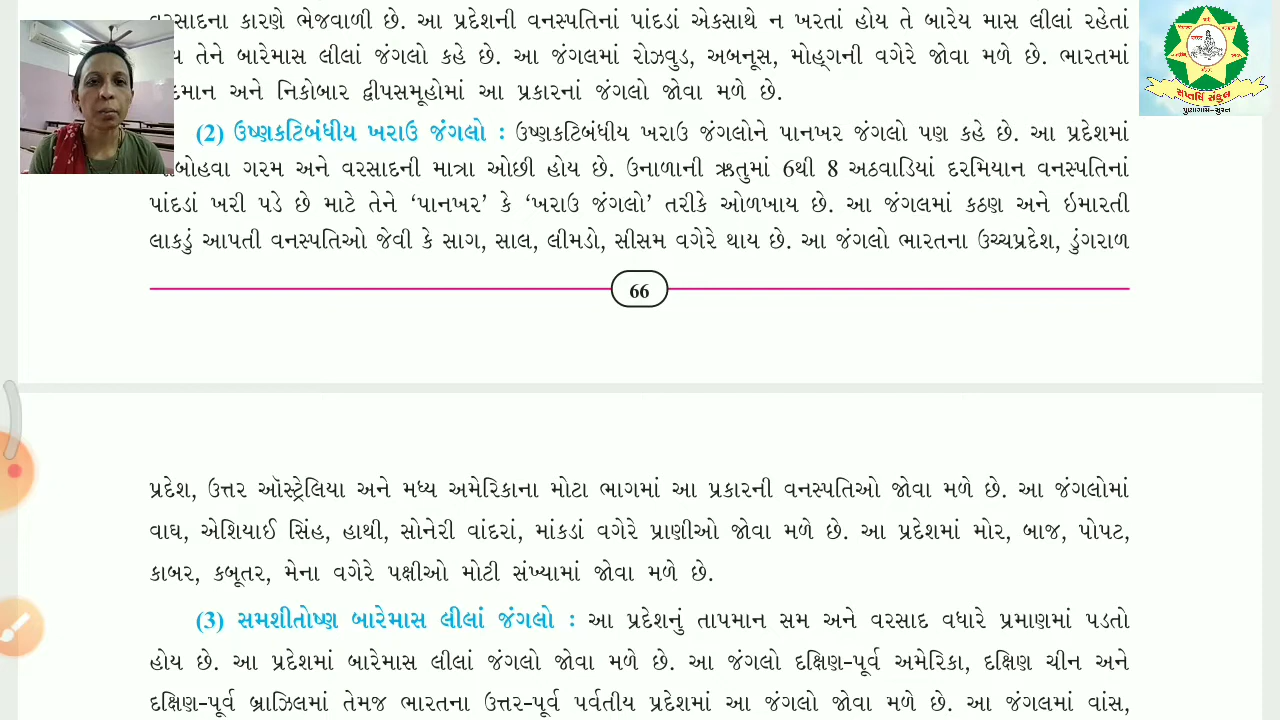 વરસાદના કારણે ભેજવાળી છે. આ પ્રદેશની વનસ્પતિનાં પાંદડાં એકસાથે ન ખરતાં હોય તે બારેય માસ લીલાં રહેતાં
તેને બારેમાસ લીલાં જંગલો કહે છે. આ જંગલમાં રોઝવુડ, અબનૂસ, મોહ્ગની વગેરે જોવા મળે છે. ભારતમાં
અને નિકોબાર દ્વીપસમૂહોમાં આ પ્રકારનાં જંગલો જોવા મળે છે.
(2) ઉષ્ણકટિબંધીય ખરાઉ જંગલો : ઉષ્ણકટિબંધીય ખરાઉ જંગલોને પાનખર જંગલો પણ કહે છે. આ પ્રદેશમાં
ગરમ અને વરસાદની માત્રા ઓછી હોય છે. ઉનાળાની ઋતુમાં 6થી 8 અઠવાડિયાં દરમિયાન વનસ્પતિનાં
પાંદડાં ખરી પડે છે માટે તેને ‘પાનખર’ કે ‘ખરાઉ જંગલો’ તરીકે ઓળખાય છે. આ જંગલમાં કઠણ અને ઇમારતી
લાકડું આપતી વનસ્પતિઓ જેવી કે સાગ, સાલ, લીમડો, સીસમ વગેરે થાય છે. આ જંગલો ભારતના ઉચ્ચપ્રદેશ, ડુંગરાળ
66
પ્રદેશ, ઉત્તર ઑસ્ટ્રેલિયા અને મધ્ય અમેરિકાના મોટા ભાગમાં આ પ્રકારની વનસ્પતિઓ જોવા મળે છે. આ જંગલોમાં
વાઘ, એશિયાઈ સિંહ, હાથી, સોનેરી વાંદરાં, માંકડાં વગેરે પ્રાણીઓ જોવા મળે છે. આ પ્રદેશમાં મોર, બાજ, પોપટ,
કાબર, કબૂતર, મેના વગેરે પક્ષીઓ મોટી સંખ્યામાં જોવા મળે છે.
(3) સમશીતોષ્ણ બારેમાસ લીલાં જંગલો : આ પ્રદેશનું તાપમાન સમ અને વરસાદ વધારે પ્રમાણમાં પડતો
હોય છે. આ પ્રદેશમાં બારેમાસ લીલાં જંગલો જોવા મળે છે. આ જંગલો દક્ષિણ-પૂર્વ અમેરિકા, દક્ષિણ ચીન અને
દક્ષિણ-પૂર્વ બ્રાઝિલમાં તેમજ ભારતના ઉત્તર-પૂર્વ પર્વતીય પ્રદેશમાં આ જંગલો જોવા મળે છે. આ જંગલમાં વાંસ,
સપ્તર્ષિ સંકુલ
પુણાગામ-સુરત